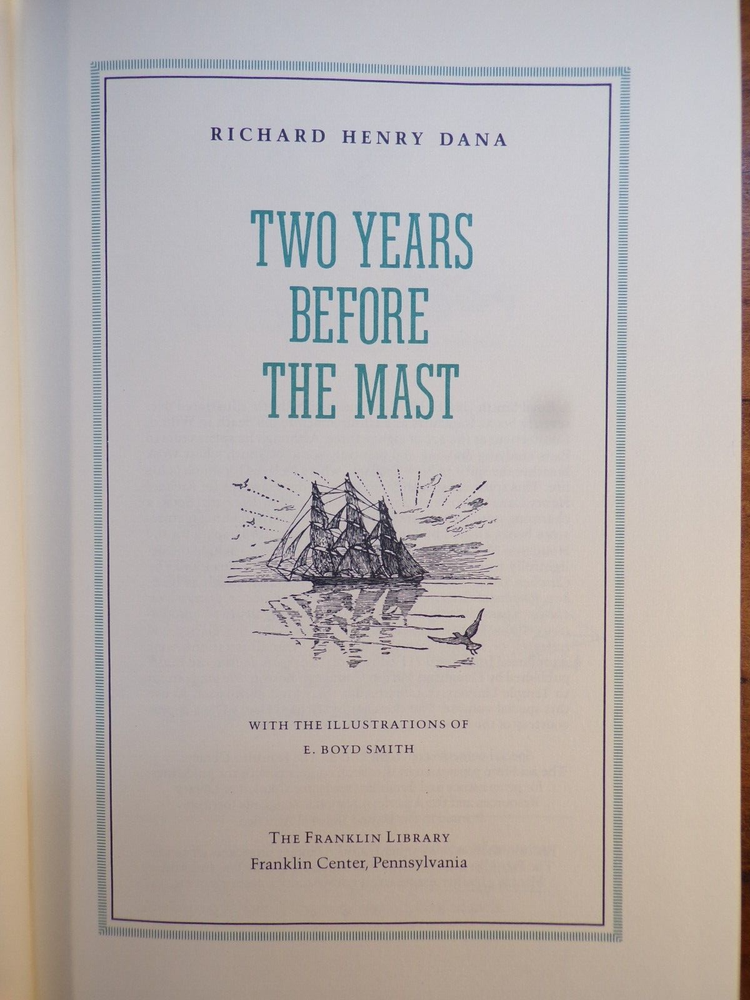 RICHARD HENRY DANA
TWO YEARS
BEFORE
THE MAST
WITH THE ILLUSTRATIONS OF
E. BOYD SMITH
THE FRANKLIN LIBRARY
Franklin Center, Pennsylvania